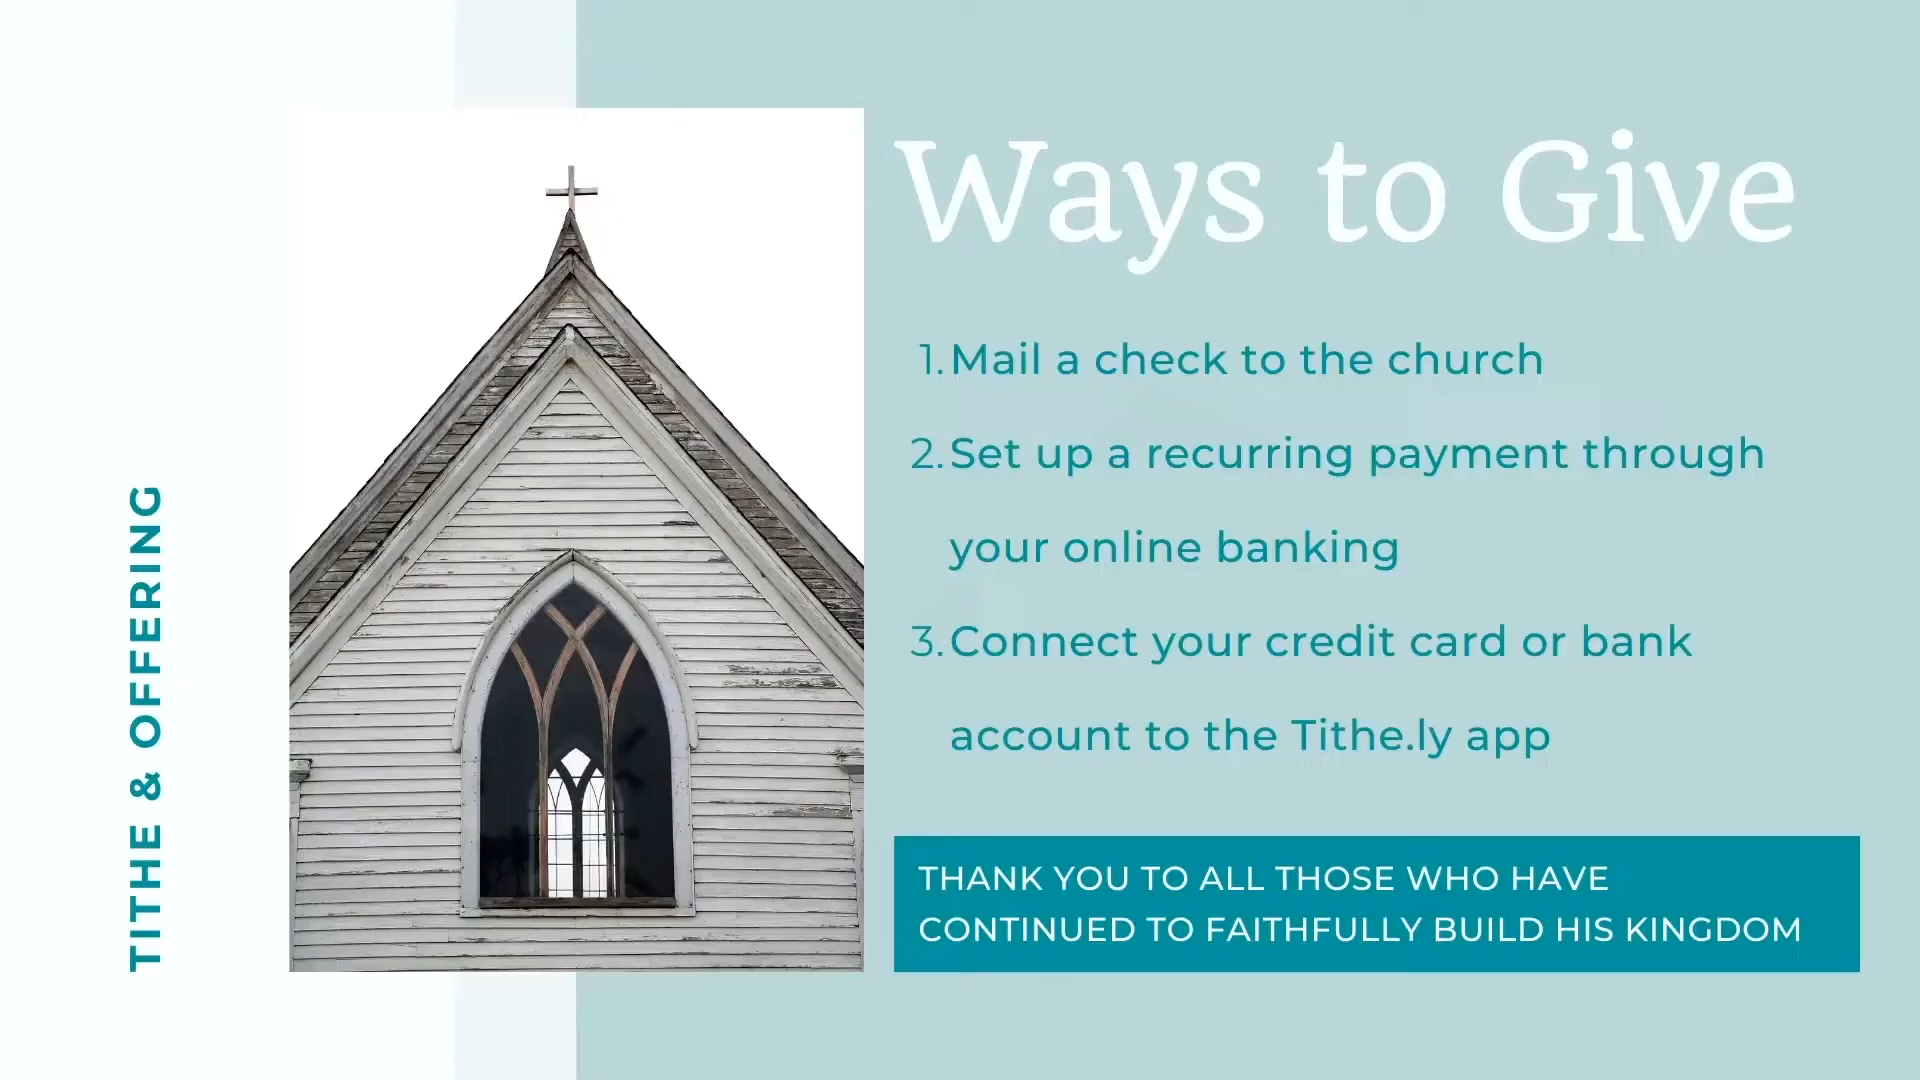 TITHE & OFFERING
Ways to Give
1. Mail a check to the church
2. Set up a recurring payment through
your online banking
3. Connect your credit card or bank
account to the Tithe.ly app
THANK YOU TO ALL THOSE WHO HAVE
CONTINUED TO FAITHFULLY BUILD HIS KINGDOM